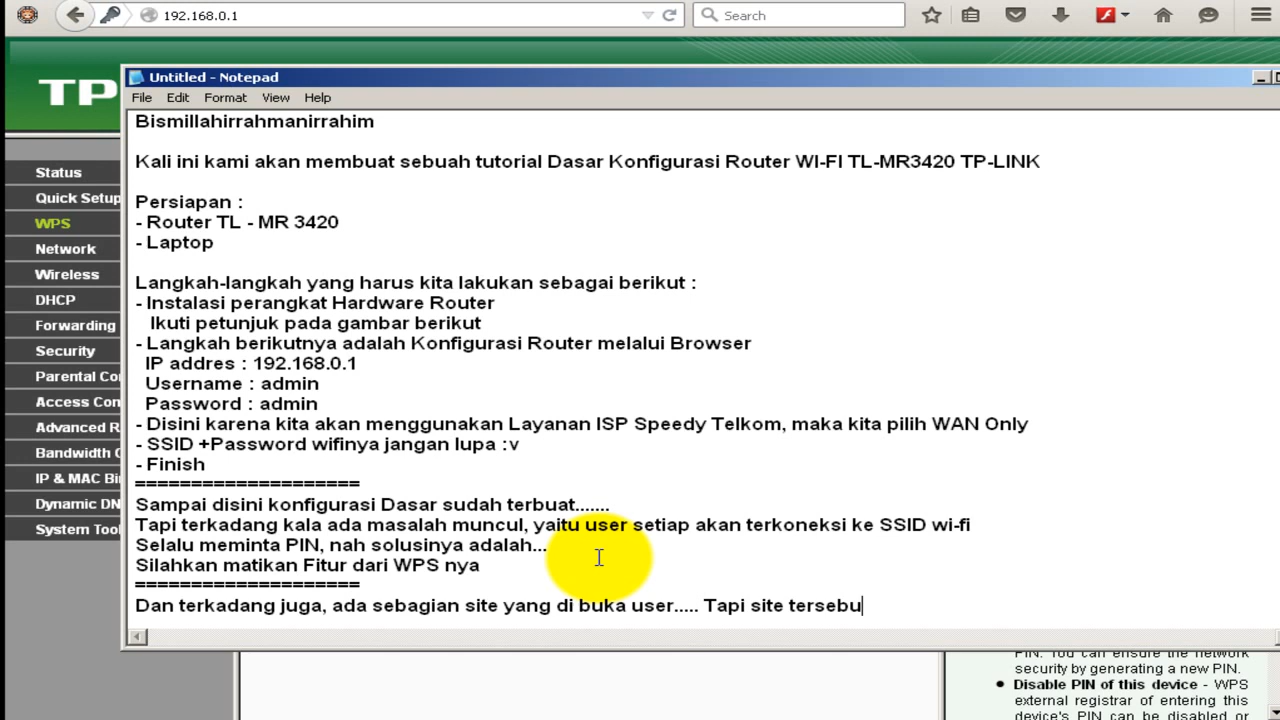 192.168.0.1
Search
TP
Untitled - Notepad
File Edit Format View Help
Bismillahirrahmanirrahim
Kali ini kami akan membuat sebuah tutorial Dasar Konfigurasi Router WI-FI TL-MR3420 TP-LINK
Persiapan :
- Router TL - MR 3420
- Laptop
Langkah-langkah yang harus kita lakukan sebagai berikut :
- Instalasi perangkat Hardware Router
Ikuti petunjuk pada gambar berikut
- Langkah berikutnya adalah Konfigurasi Router melalui Browser
IP addres : 192.168.0.1
Username : admin
Password : admin
- Disini karena kita akan menggunakan Layanan ISP Speedy Telkom, maka kita pilih WAN Only
- SSID +Password wifinya jangan lupa :v
- Finish
====================
Sampai disini konfigurasi Dasar sudah terbuat.......
Tapi terkadang kala ada masalah muncul, yaitu user setiap akan terkoneksi ke SSID wi-fi
Selalu meminta PIN, nah solusinya adalah...
Silahkan matikan Fitur dari WPS nya
====================
Dan terkadang juga, ada sebagian site yang di buka user..... Tapi site tersebu
Status
Quick Setup
WPS
Network
Wireless
DHCP
Forwarding
Security
Parental Co
Access Con
Advanced R
Bandwidth C
IP & MAC Bi
Dynamic DN
System Tool
PIN. You can ensure the network
security by generating a new PIN.
● Disable PIN of this device - WPS
external registrar of entering this
device's PIN can be disabled or